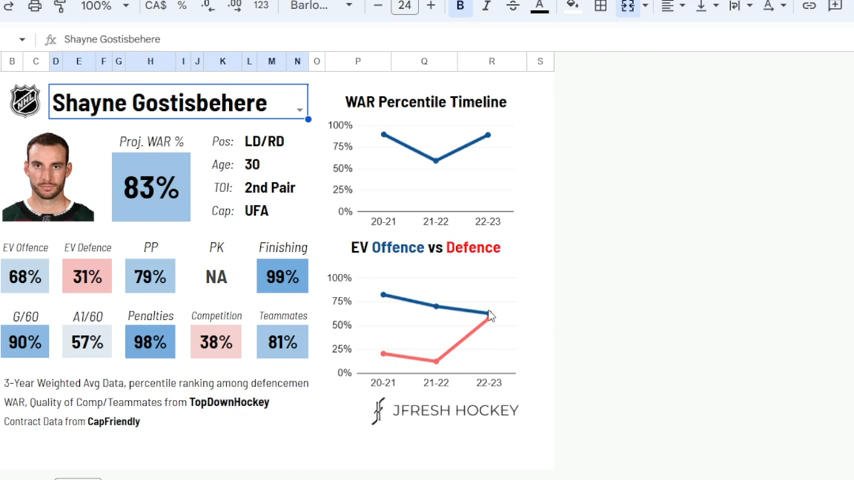 100% CA$ % .0 .00 123 Barlo... − 24 + B I A
fx Shayne Gostisbehere
B C D E F G H I J K L M N O P Q R S
NHL
Shayne Gostisbehere
Proj. WAR %
83%
Pos: LD/RD
Age: 30
TOI: 2nd Pair
Cap: UFA
EV Offence EV Defence PP PK Finishing
68% 31% 79% NA 99%
G/60 A1/60 Penalties Competition Teammates
90% 57% 98% 38% 81%
3-Year Weighted Avg Data, percentile ranking among defencemen
WAR, Quality of Comp/Teammates from TopDownHockey
Contract Data from CapFriendly
WAR Percentile Timeline
100%
75%
50%
25%
0%
20-21 21-22 22-23
EV Offence vs Defence
100%
75%
50%
25%
0%
20-21 21-22 22-23
JFRESH HOCKEY